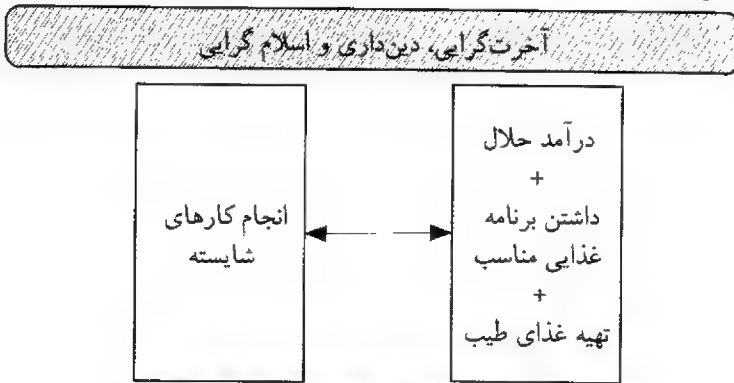 آخرت‌گرایی، دین‌داری و اسلام گرایی
درآمد حلال
+
داشتن برنامه
غذایی مناسب
+
تهیه غذای طیب
انجام کارهای
شایسته